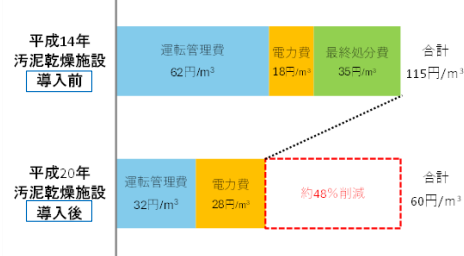 平成14年
汚泥乾燥施設
導入前
運転管理費
62円/m³
電力費
18円/m³
最終処分費
35円/m³
合計
115円/m³
平成20年
汚泥乾燥施設
導入後
運転管理費
32円/m³
電力費
28円/m³
約48%削減
合計
60円/m³